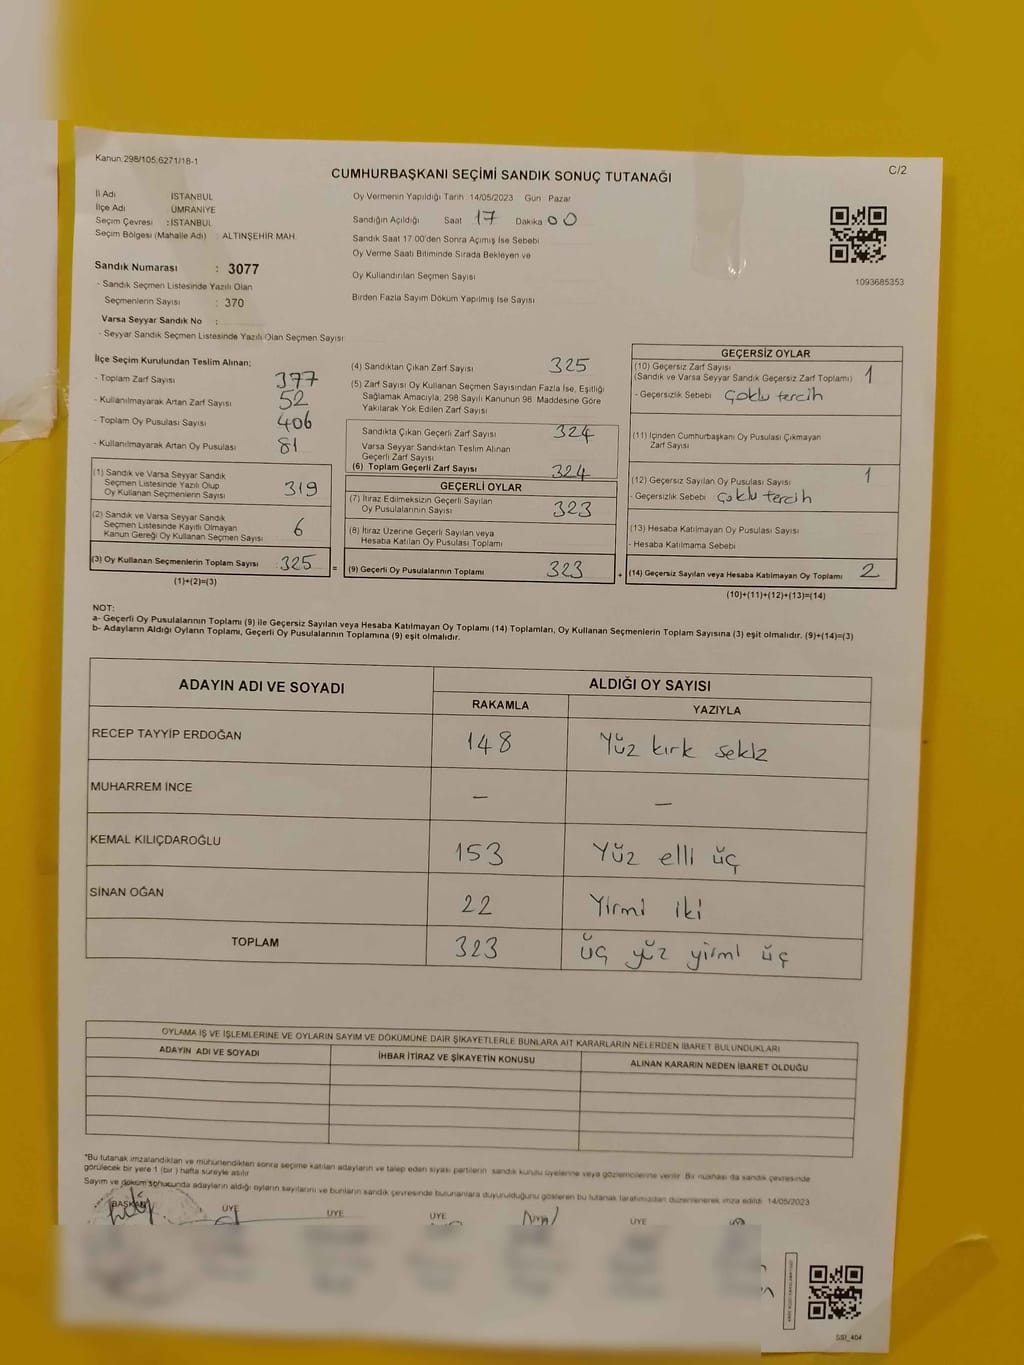 Kanun:298/105;6271/18-1
C/2
CUMHURBAŞKANI SEÇİMİ SANDIK SONUÇ TUTANAĞI
İl Adı : İSTANBUL
İlçe Adı : ÜMRANİYE
Seçim Çevresi : İSTANBUL
Seçim Bölgesi (Mahalle Adı) : ALTINŞEHİR MAH.
Sandık Numarası : 3077
- Sandık Seçmen Listesinde Yazılı Olan
Seçmenlerin Sayısı : 370
Varsa Seyyar Sandık No :
- Seyyar Sandık Seçmen Listesinde Yazılı Olan Seçmen Sayısı:
Oy Vermenin Yapıldığı Tarih 14/05/2023 Gün: Pazar
Sandığın Açıldığı Saat 17 Dakika 00
Sandık Saat 17:00'den Sonra Açımış İse Sebebi
Oy Verme Saati Bitiminde Sırada Bekleyen ve
Oy Kullandırılan Seçmen Sayısı
Birden Fazla Sayım Döküm Yapılmış İse Sayısı
1093685353
İlçe Seçim Kurulundan Teslim Alınan:
- Toplam Zarf Sayısı 377
- Kullanılmayarak Artan Zarf Sayısı 52
- Toplam Oy Pusulası Sayısı 406
- Kullanılmayarak Artan Oy Pusulası 81
(1) Sandık ve Varsa Seyyar Sandık
Seçmen Listesinde Yazılı Olup
Oy Kullanan Seçmenlerin Sayısı 319
(2) Sandık ve Varsa Seyyar Sandık
Seçmen Listesinde Kayıtlı Olmayan
Kanun Gereği Oy Kullanan Seçmen Sayısı 6
(3) Oy Kullanan Seçmenlerin Toplam Sayısı : 325 =
(1)+(2)=(3)
(4) Sandıktan Çıkan Zarf Sayısı 325
(5) Zarf Sayısı Oy Kullanan Seçmen Sayısından Fazla İse, Eşitliği
Sağlamak Amacıyla; 298 Sayılı Kanunun 98. Maddesine Göre
Yakılarak Yok Edilen Zarf Sayısı
Sandıkta Çıkan Geçerli Zarf Sayısı 324
Varsa Seyyar Sandıktan Teslim Alınan
Geçerli Zarf Sayısı
(6) Toplam Geçerli Zarf Sayısı 324
GEÇERLİ OYLAR
(7) İtiraz Edilmeksizin Geçerli Sayılan
Oy Pusulalarının Sayısı 323
(8) İtiraz Üzerine Geçerli Sayılan veya
Hesaba Katılan Oy Pusulası Toplamı
(9) Geçerli Oy Pusulalarının Toplamı 323 +
GEÇERSİZ OYLAR
(10) Geçersiz Zarf Sayısı
(Sandık ve Varsa Seyyar Sandık Geçersiz Zarf Toplamı) 1
- Geçersizlik Sebebi çoklu tercih
(11) İçinden Cumhurbaşkanı Oy Pusulası Çıkmayan
Zarf Sayısı
(12) Geçersiz Sayılan Oy Pusulası Sayısı 1
- Geçersizlik Sebebi çoklu tercih
(13) Hesaba Katılmayan Oy Pusulası Sayısı
- Hesaba Katılmama Sebebi
(14) Geçersiz Sayılan veya Hesaba Katılmayan Oy Toplamı 2
(10)+(11)+(12)+(13)=(14)
NOT:
a- Geçerli Oy Pusulalarının Toplamı (9) ile Geçersiz Sayılan veya Hesaba Katılmayan Oy Toplamı (14) Toplamları, Oy Kullanan Seçmenlerin Toplam Sayısına (3) eşit olmalıdır. (9)+(14)=(3)
b- Adayların Aldığı Oyların Toplamı, Geçerli Oy Pusulalarının Toplamına (9) eşit olmalıdır.
ADAYIN ADI VE SOYADI ALDIĞI OY SAYISI
RAKAMLA YAZIYLA
RECEP TAYYİP ERDOĞAN 148 Yüz kırk sekiz
MUHARREM İNCE – –
KEMAL KILIÇDAROĞLU 153 Yüz elli üç
SİNAN OĞAN 22 Yirmi iki
TOPLAM 323 üç yüz yirmi üç
OYLAMA İŞ VE İŞLEMLERİNE VE OYLARIN SAYIM VE DÖKÜMÜNE DAİR ŞİKAYETLERLE BUNLARA AİT KARARLARIN NELERDEN İBARET BULUNDUKLARI
ADAYIN ADI VE SOYADI İHBAR İTİRAZ VE ŞİKAYETİN KONUSU ALINAN KARARIN NEDEN İBARET OLDUĞU
*Bu tutanak imzalandıktan ve mühürlendikten sonra seçime katılan adayların ve talep eden siyasi partilerin sandık kurulu üyelerine veya gözlemcilerine verilir. Bir nüshası da sandık çevresinde
görülecek bir yere 1 (bir) hafta süreyle asılır.
Sayım ve döküm sonucunda adayların aldığı oyların sayılarını ve bunların sandık çevresinde bulunanlara duyurulduğunu gösteren bu tutanak tarafımızdan düzenlenerek imza edildi. 14/05/2023
BAŞKAN ÜYE ÜYE ÜYE ÜYE
SSİ_404